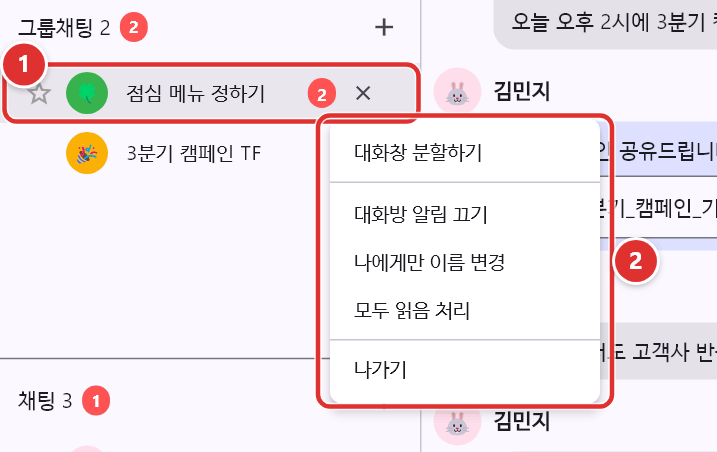 그룹채팅 2 2
1
점심 메뉴 정하기 2
3분기 캠페인 TF
대화창 분할하기
대화방 알림 끄기
나에게만 이름 변경
모두 읽음 처리
나가기
2
채팅 3 1
오늘 오후 2시에 3분기
김민지
공유드립니
캠페인_기
고객사 반
김민지